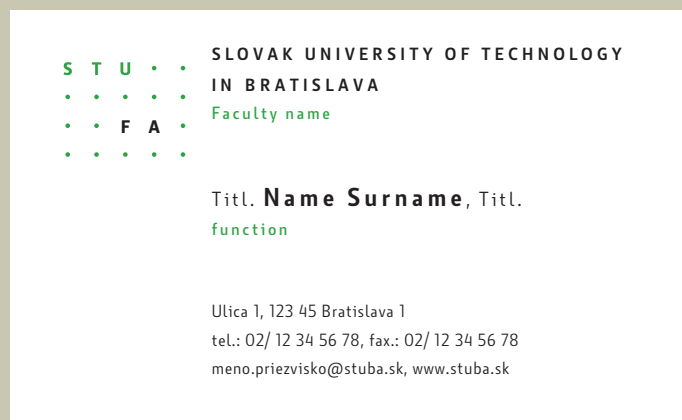 STU
FA
SLOVAK UNIVERSITY OF TECHNOLOGY
IN BRATISLAVA
Faculty name
Titl. Name Surname, Titl.
function
Ulica 1, 123 45 Bratislava 1
tel.: 02/ 12 34 56 78, fax.: 02/ 12 34 56 78
meno.priezvisko@stuba.sk, www.stuba.sk